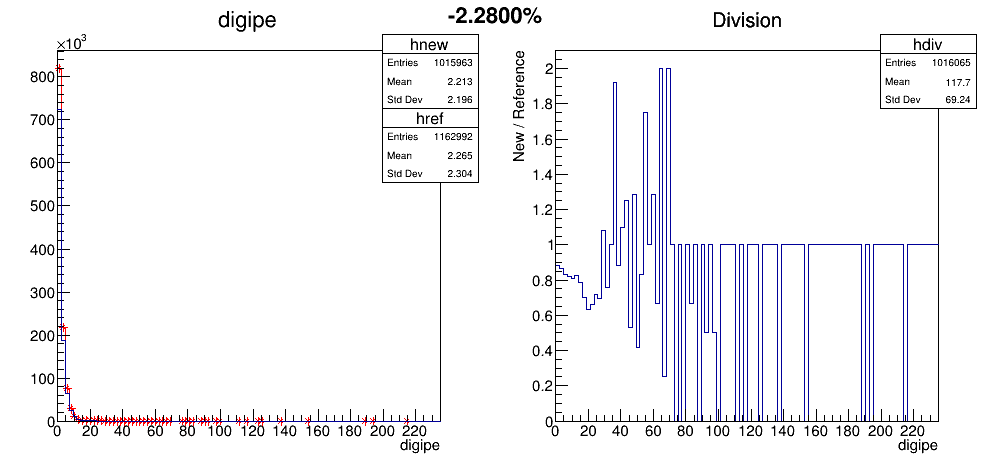 -2.2800%
digipe
×10³
hnew
Entries 1015963
Mean 2.213
Std Dev 2.196
href
Entries 1162992
Mean 2.265
Std Dev 2.304
800
700
600
500
400
300
200
100
0
0 20 40 60 80 100 120 140 160 180 200 220
digipe
Division
hdiv
Entries 1016065
Mean 117.7
Std Dev 69.24
New / Reference
2
1.8
1.6
1.4
1.2
1
0.8
0.6
0.4
0.2
0
0 20 40 60 80 100 120 140 160 180 200 220
digipe